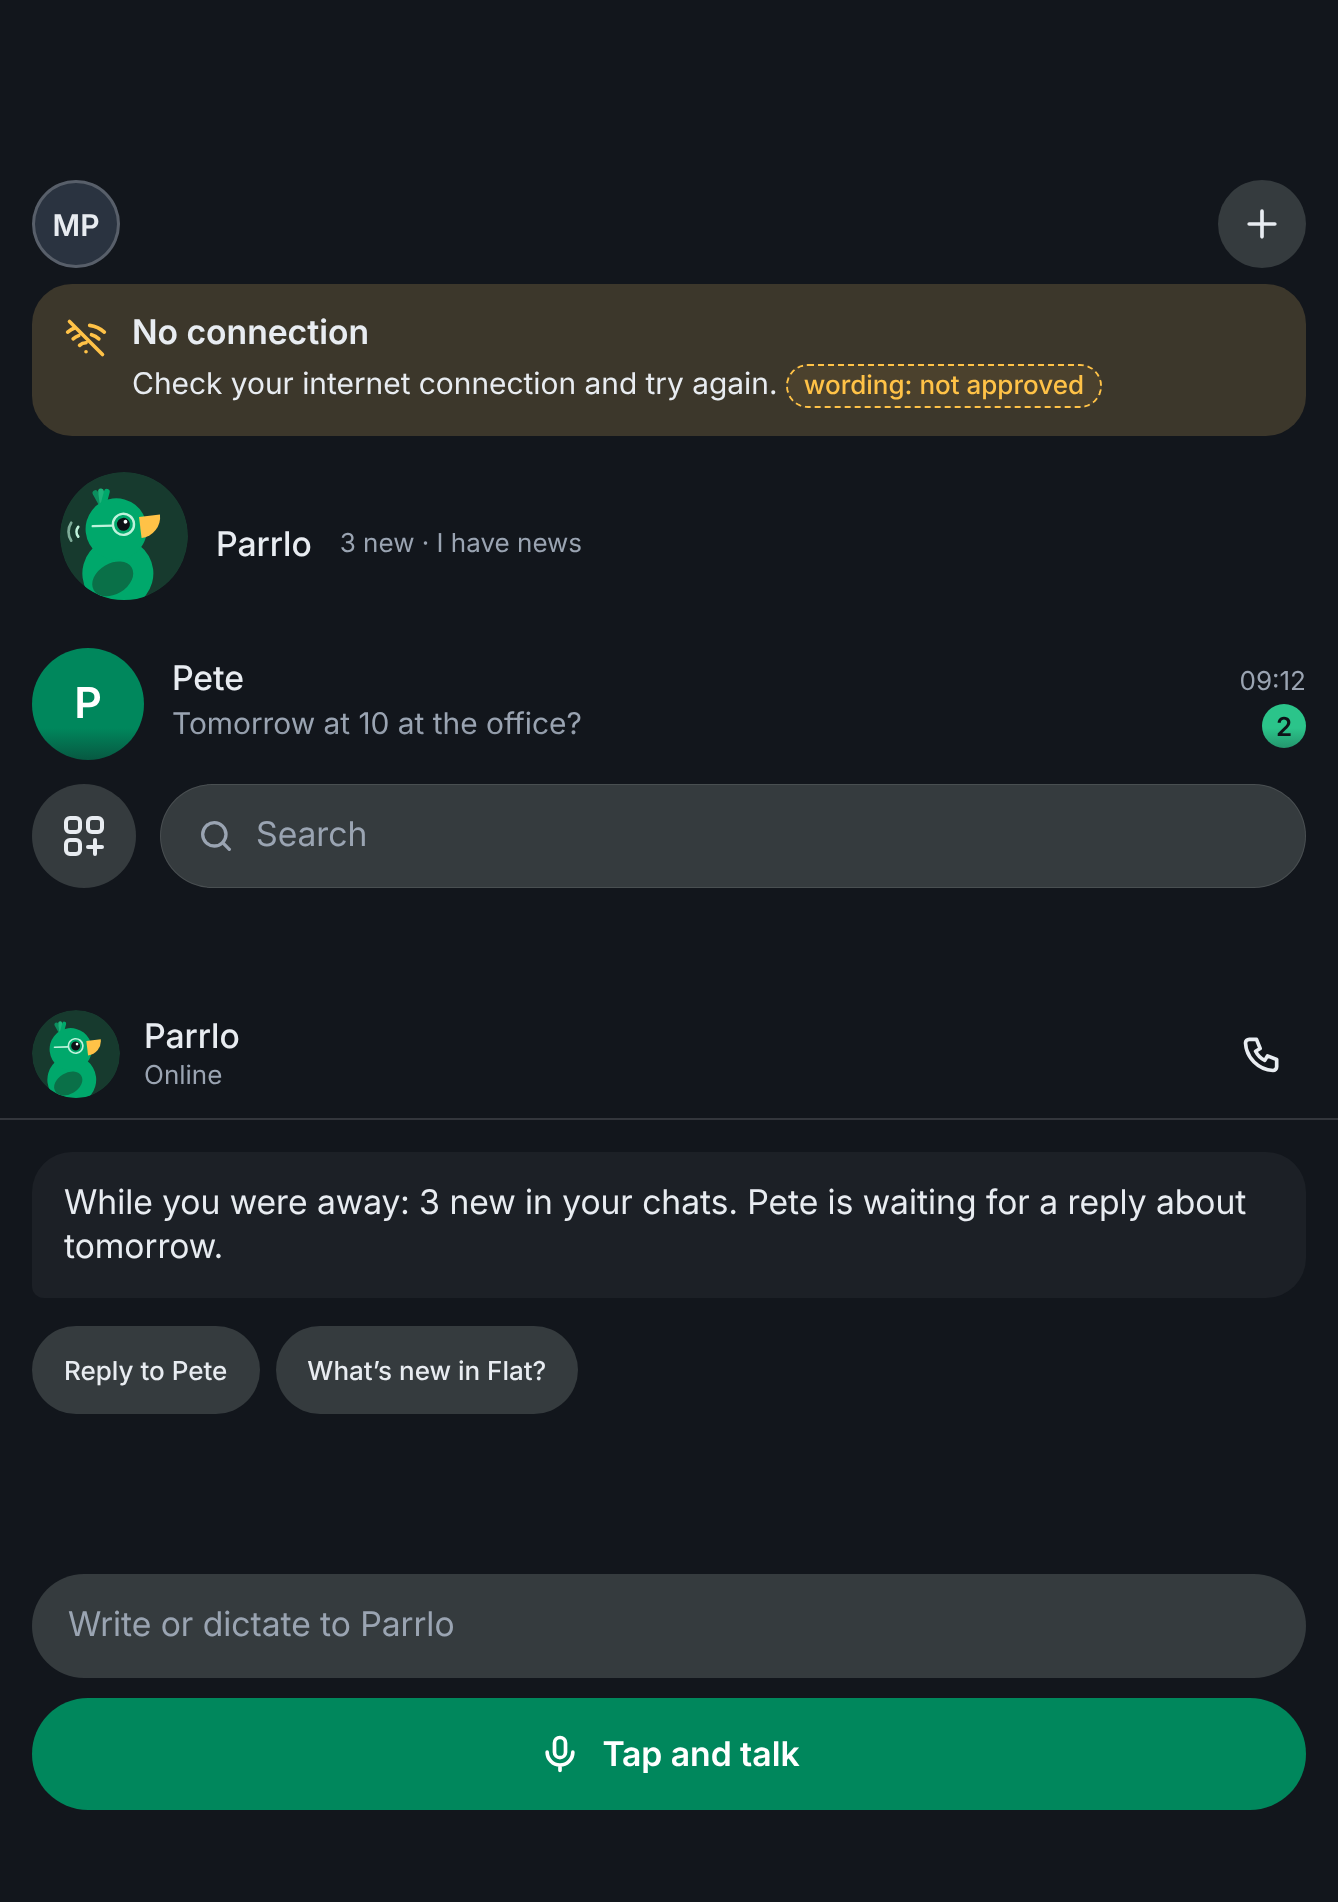 MP
No connection
Check your internet connection and try again. wording: not approved
Parrlo 3 new · I have news
P
Pete
09:12
Tomorrow at 10 at the office?
2
Search
Parrlo
Online
While you were away: 3 new in your chats. Pete is waiting for a reply about
tomorrow.
Reply to Pete
What’s new in Flat?
Write or dictate to Parrlo
Tap and talk